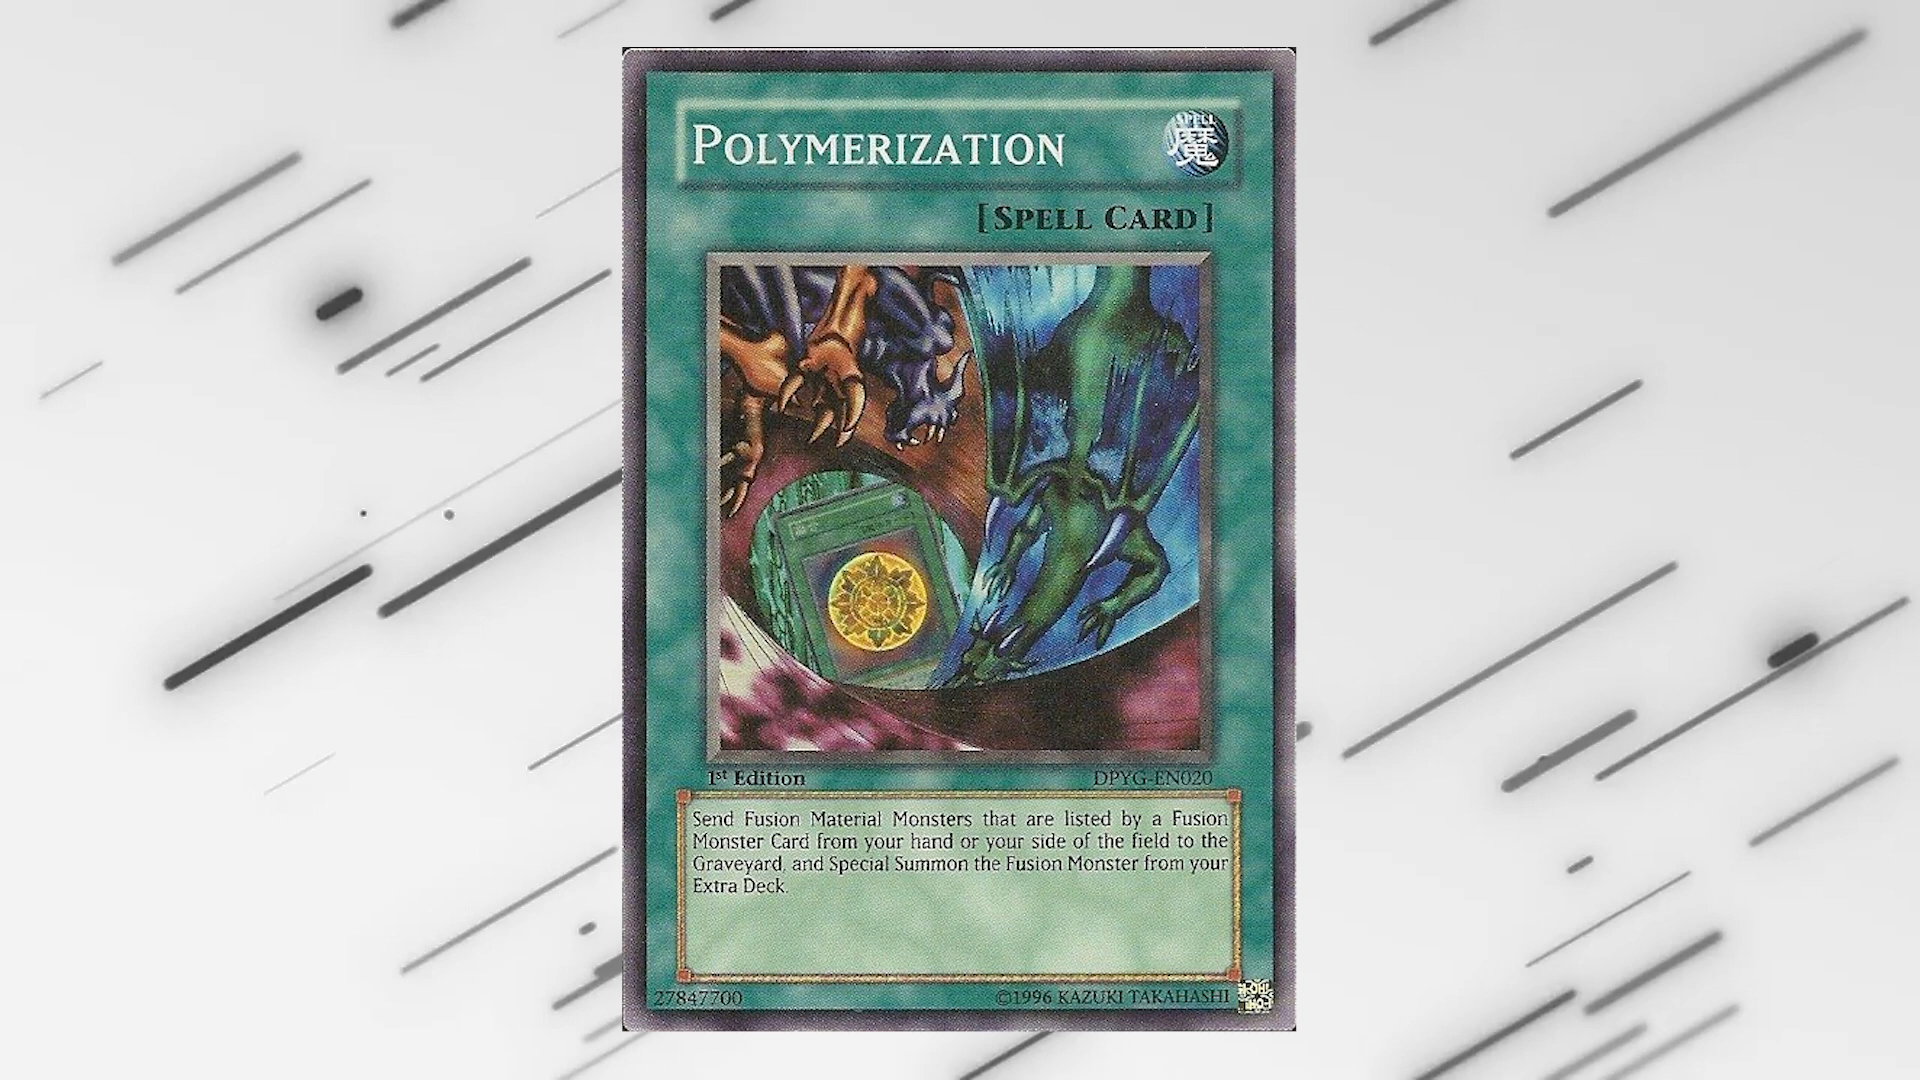 POLYMERIZATION
SPELL
魔
[SPELL CARD]
1st Edition
DPYG-EN020
Send Fusion Material Monsters that are listed by a Fusion
Monster Card from your hand or your side of the field to the
Graveyard, and Special Summon the Fusion Monster from your
Extra Deck.
27847700
©1996 KAZUKI TAKAHASHI